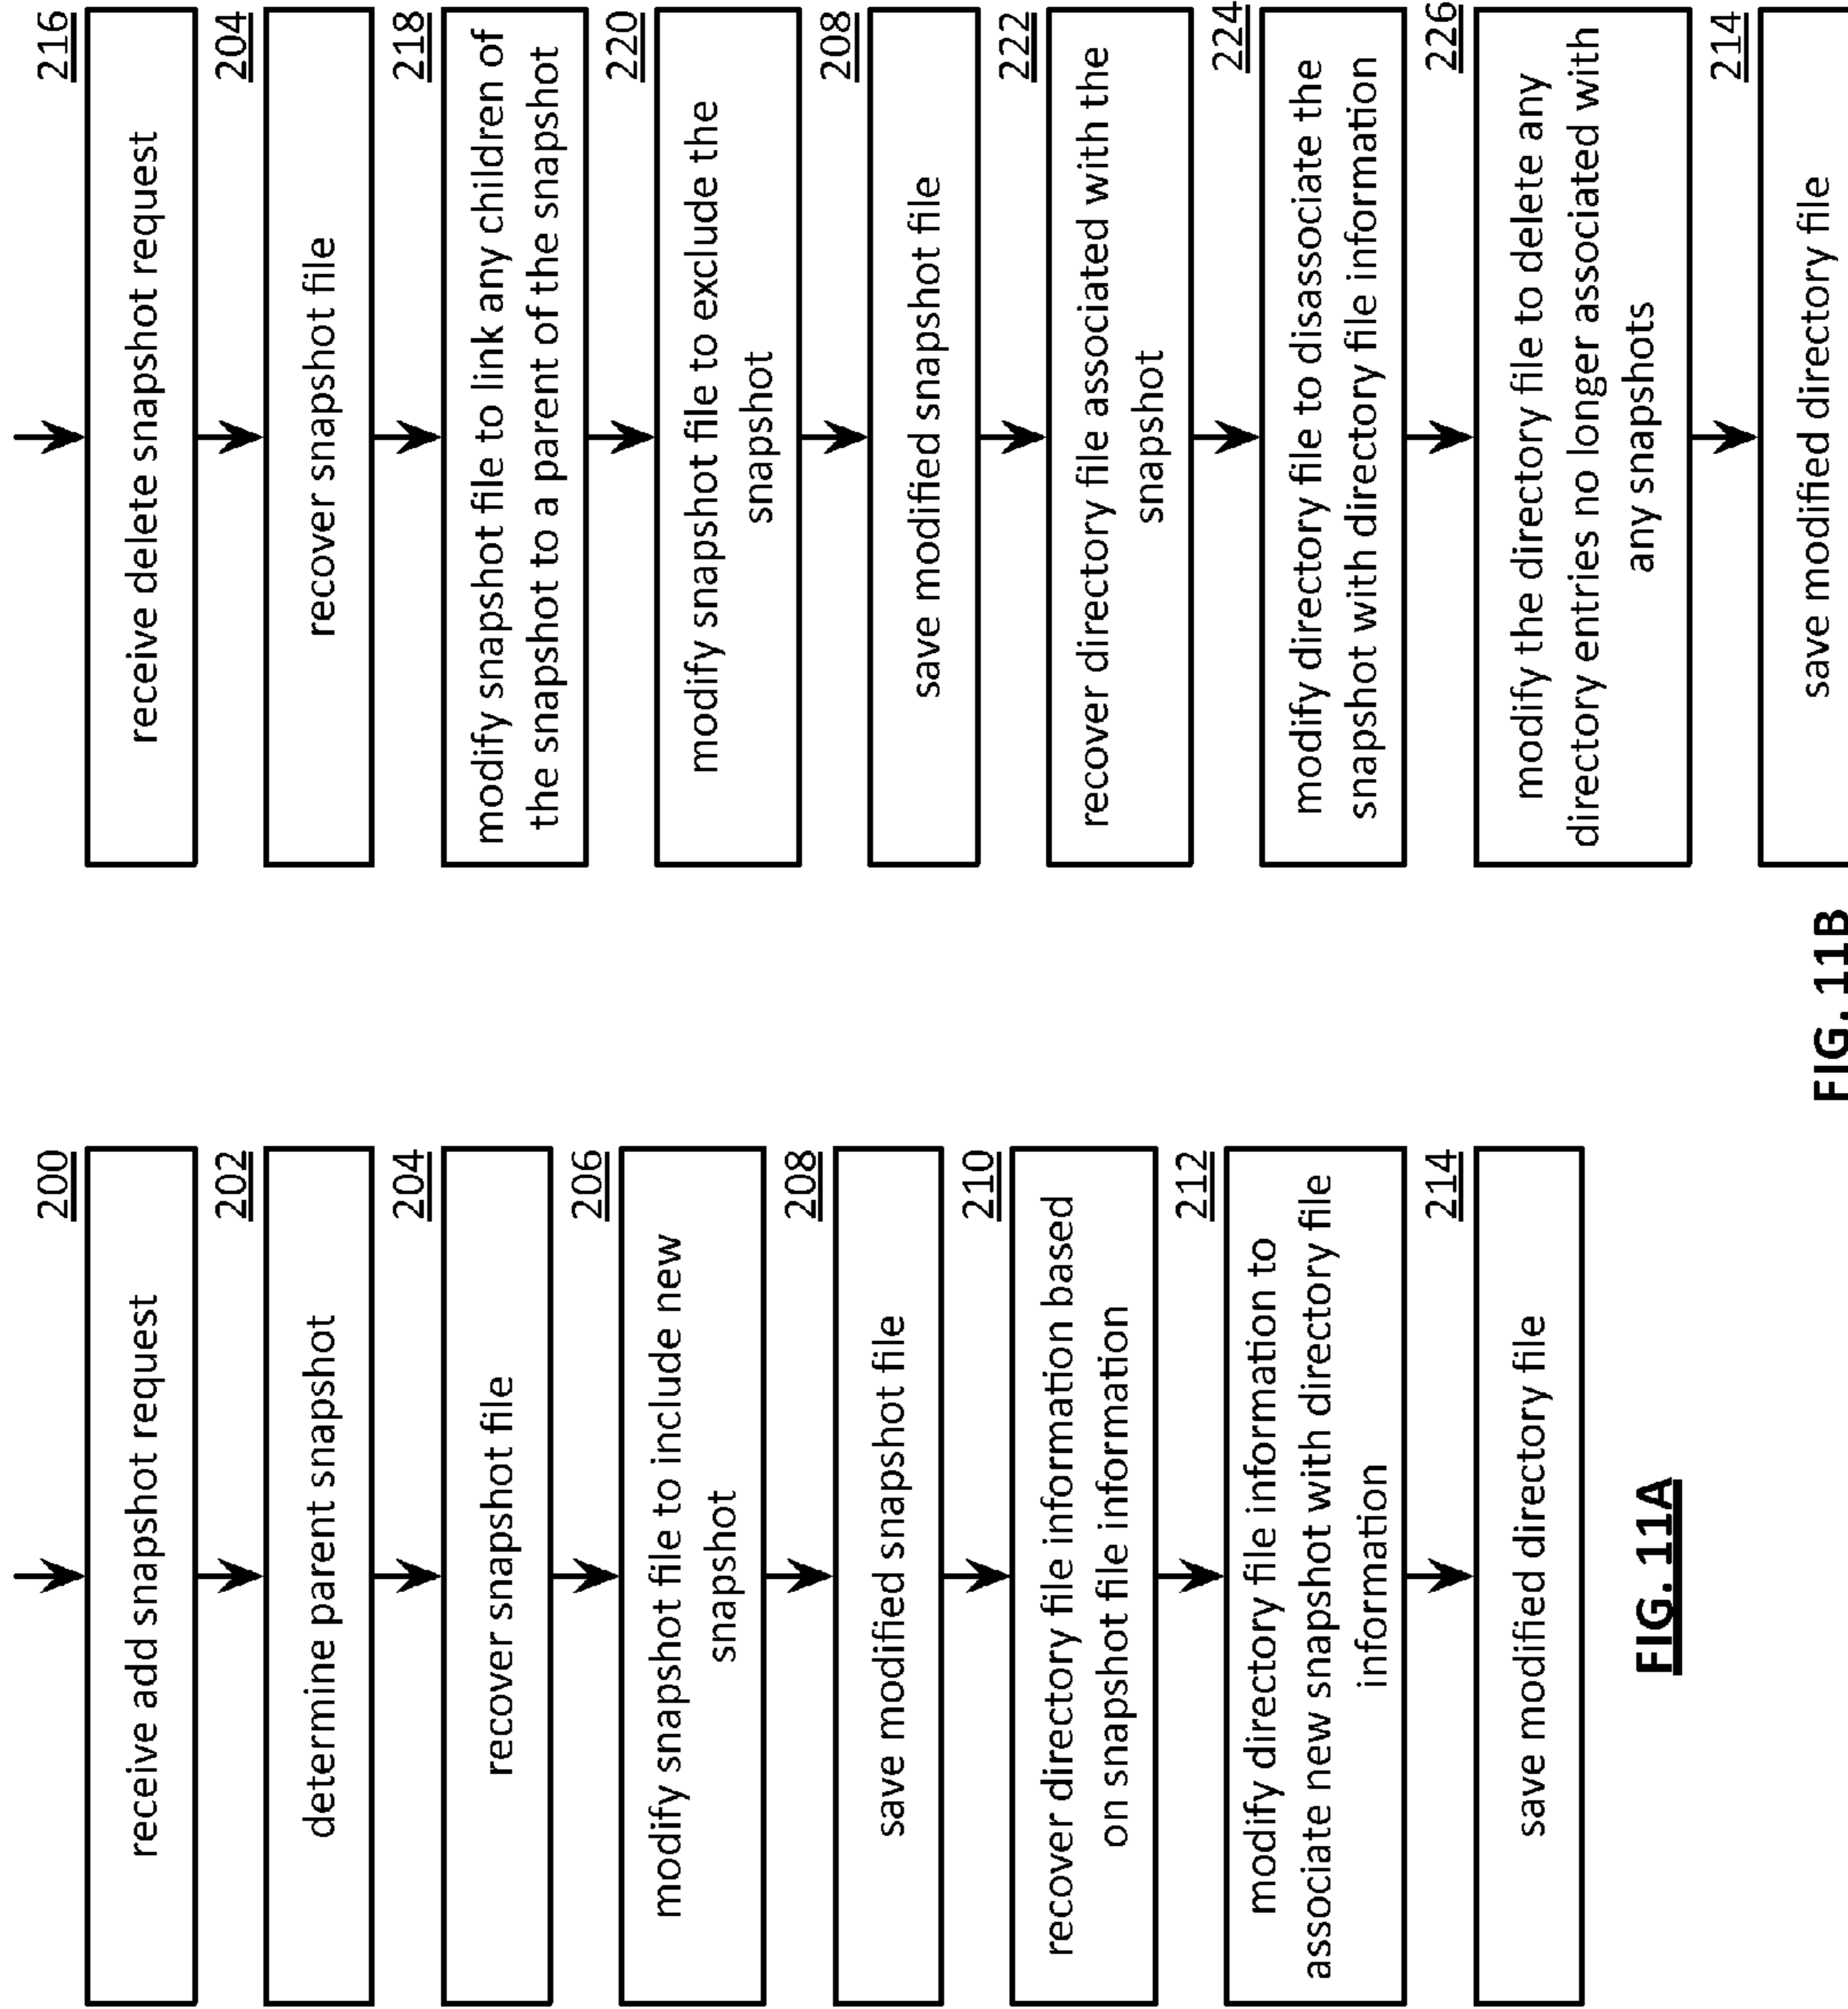 200
receive add snapshot request
202
determine parent snapshot
204
recover snapshot file
206
modify snapshot file to include new
snapshot
208
save modified snapshot file
210
recover directory file information based
on snapshot file information
212
modify directory file information to
associate new snapshot with directory file
information
214
save modified directory file
FIG. 11A
216
receive delete snapshot request
204
recover snapshot file
218
modify snapshot file to link any children of
the snapshot to a parent of the snapshot
220
modify snapshot file to exclude the
snapshot
208
save modified snapshot file
222
recover directory file associated with the
snapshot
224
modify directory file to disassociate the
snapshot with directory file information
226
modify the directory file to delete any
directory entries no longer associated with
any snapshots
214
save modified directory file
FIG. 11B